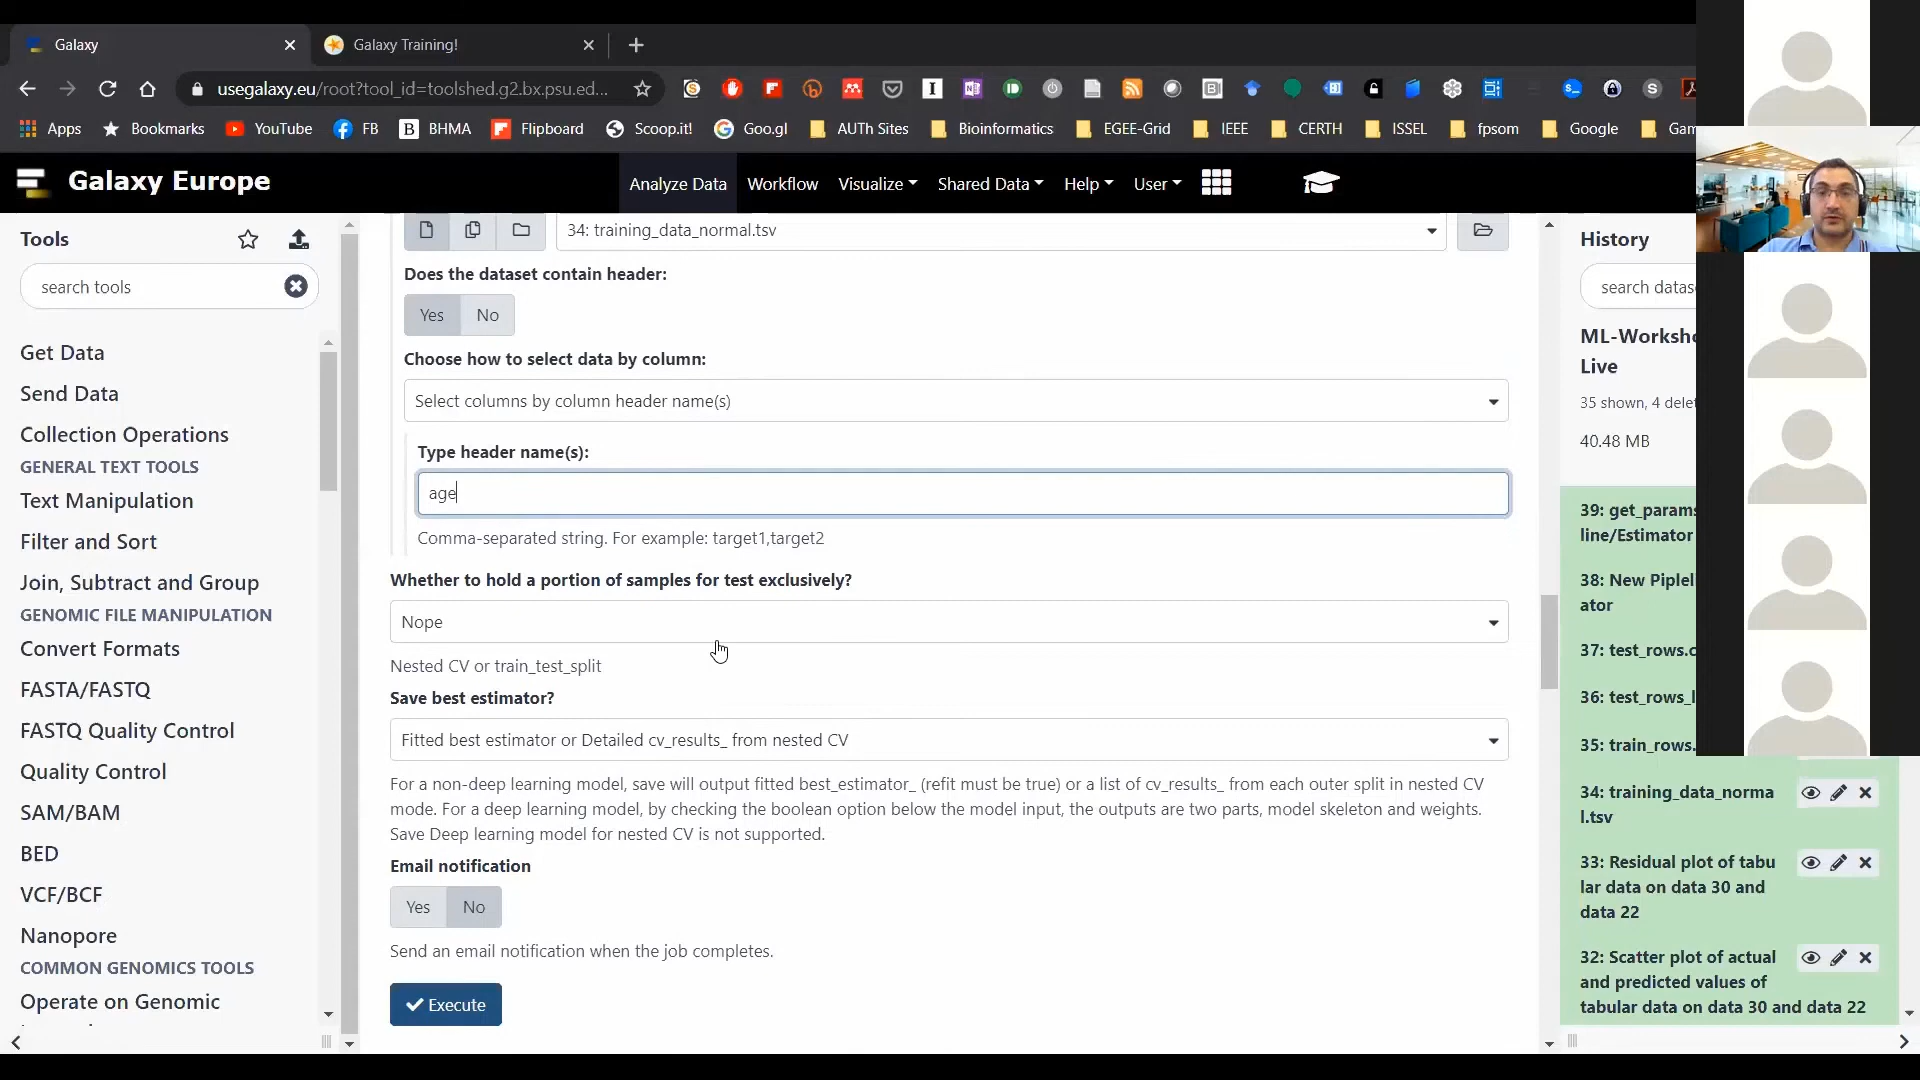 Galaxy
Galaxy Training!
usegalaxy.eu/root?tool_id=toolshed.g2.bx.psu.ed...
Apps
Bookmarks
YouTube
FB
BHMA
Flipboard
Scoop.it!
Goo.gl
AUTh Sites
Bioinformatics
EGEE-Grid
IEEE
CERTH
ISSEL
fpsom
Google
Gam
Galaxy Europe
Analyze Data
Workflow
Visualize
Shared Data
Help
User
Tools
search tools
Get Data
Send Data
Collection Operations
GENERAL TEXT TOOLS
Text Manipulation
Filter and Sort
Join, Subtract and Group
GENOMIC FILE MANIPULATION
Convert Formats
FASTA/FASTQ
FASTQ Quality Control
Quality Control
SAM/BAM
BED
VCF/BCF
Nanopore
COMMON GENOMICS TOOLS
Operate on Genomic
34: training_data_normal.tsv
Does the dataset contain header:
Yes No
Choose how to select data by column:
Select columns by column header name(s)
Type header name(s):
age
Comma-separated string. For example: target1,target2
Whether to hold a portion of samples for test exclusively?
Nope
Nested CV or train_test_split
Save best estimator?
Fitted best estimator or Detailed cv_results_ from nested CV
For a non-deep learning model, save will output fitted best_estimator_ (refit must be true) or a list of cv_results_ from each outer split in nested CV
mode. For a deep learning model, by checking the boolean option below the model input, the outputs are two parts, model skeleton and weights.
Save Deep learning model for nested CV is not supported.
Email notification
Yes No
Send an email notification when the job completes.
Execute
History
search datas
ML-Worksho
Live
35 shown, 4 delet
40.48 MB
39: get_params
line/Estimator
38: New Pipleli
ator
37: test_rows.c
36: test_rows_l
35: train_rows.
34: training_data_norma
l.tsv
33: Residual plot of tabu
lar data on data 30 and
data 22
32: Scatter plot of actual
and predicted values of
tabular data on data 30 and data 22